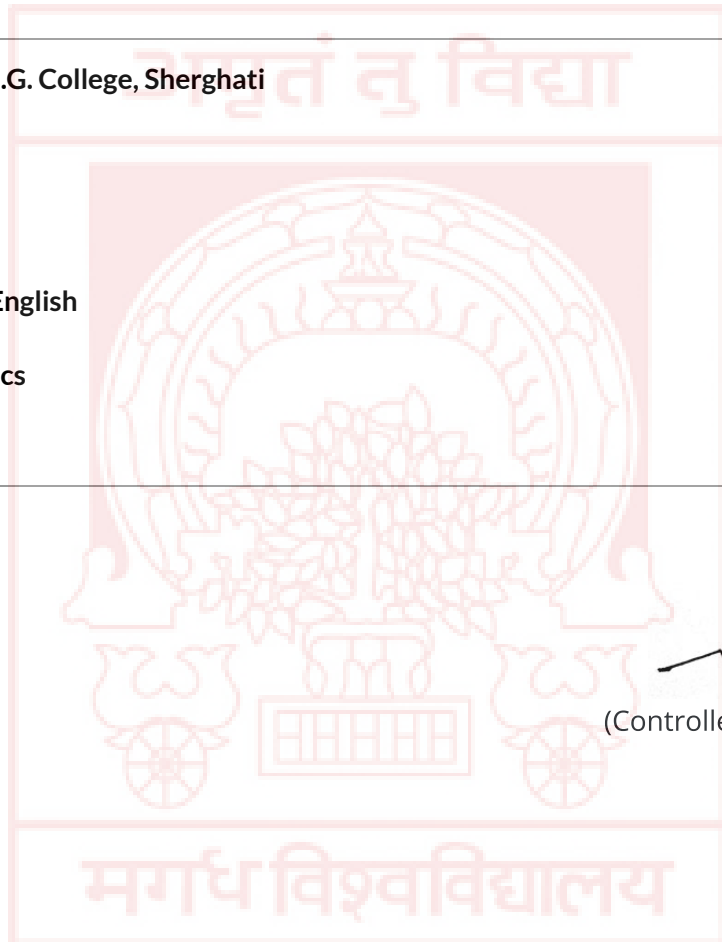 अमृतं तु विद्या
.G. College, Sherghati
English
cs
(Controlle
मगध विश्वविद्यालय